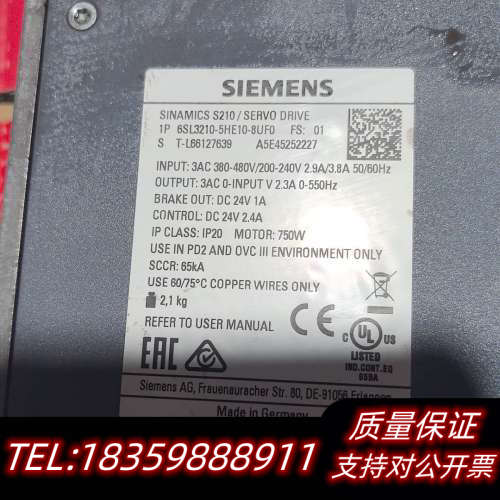 SIEMENS
SINAMICS S210 / SERVO DRIVE
1P 6SL3210-5HE10-8UF0 FS: 01
S T-L66127639 A5E45252227
INPUT: 3AC 380-480V/200-240V 2.9A/3.8A 50/60Hz
OUTPUT: 3AC 0-INPUT V 2.3A 0-550Hz
BRAKE OUT: DC 24V 1A
CONTROL: DC 24V 2.4A
IP CLASS: IP20 MOTOR: 750W
USE IN PD2 AND OVC III ENVIRONMENT ONLY
SCCR: 65kA
USE 60/75°C COPPER WIRES ONLY
2,1 kg
REFER TO USER MANUAL
CE
C UL US
LISTED
IND.CONT.EQ
EAC
Siemens AG, Frauenauracher Str. 80, DE-91056 Erlangen
Made in Germany
TEL:18359888911
质量保证
支持对公开票